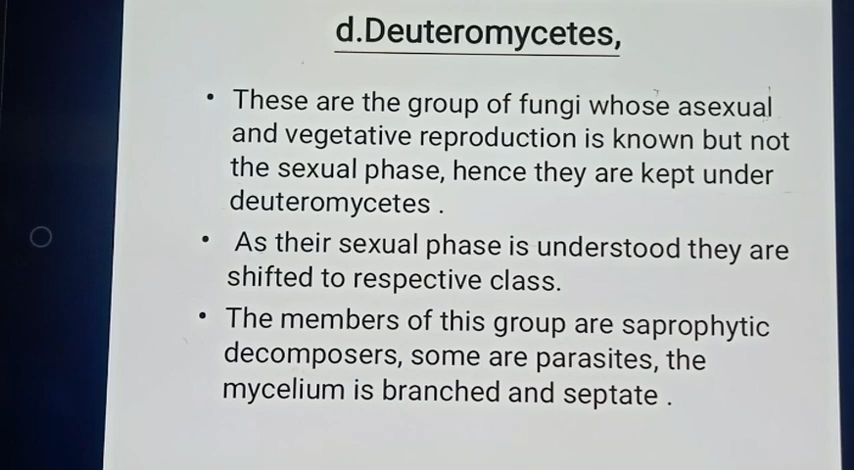 d.Deuteromycetes,
• These are the group of fungi whose asexual
and vegetative reproduction is known but not
the sexual phase, hence they are kept under
deuteromycetes .
• As their sexual phase is understood they are
shifted to respective class.
• The members of this group are saprophytic
decomposers, some are parasites, the
mycelium is branched and septate .